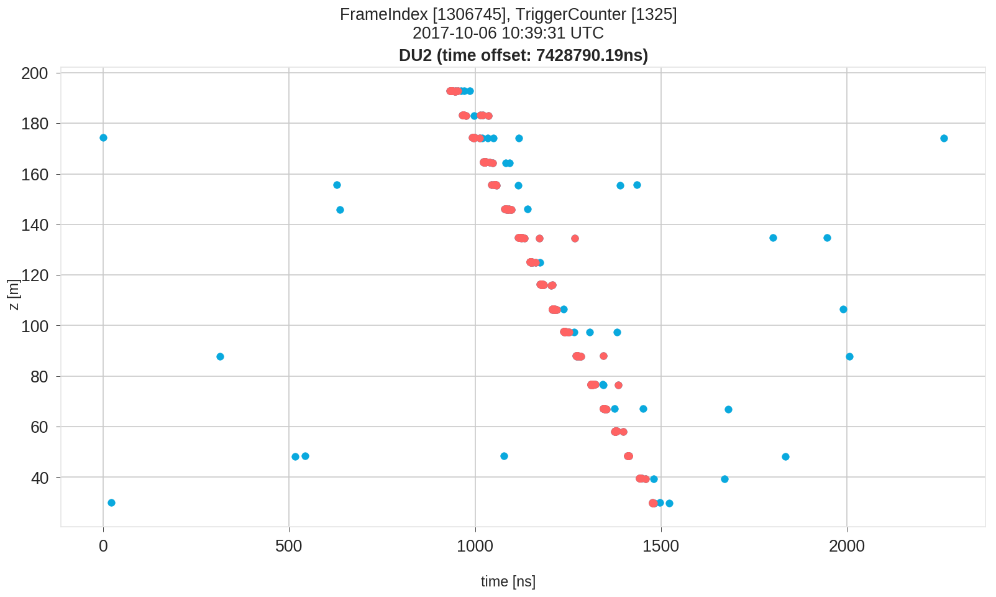 FrameIndex [1306745], TriggerCounter [1325]
2017-10-06 10:39:31 UTC
DU2 (time offset: 7428790.19ns)
200
180
160
140
120
100
80
60
40
z [m]
0 500 1000 1500 2000
time [ns]